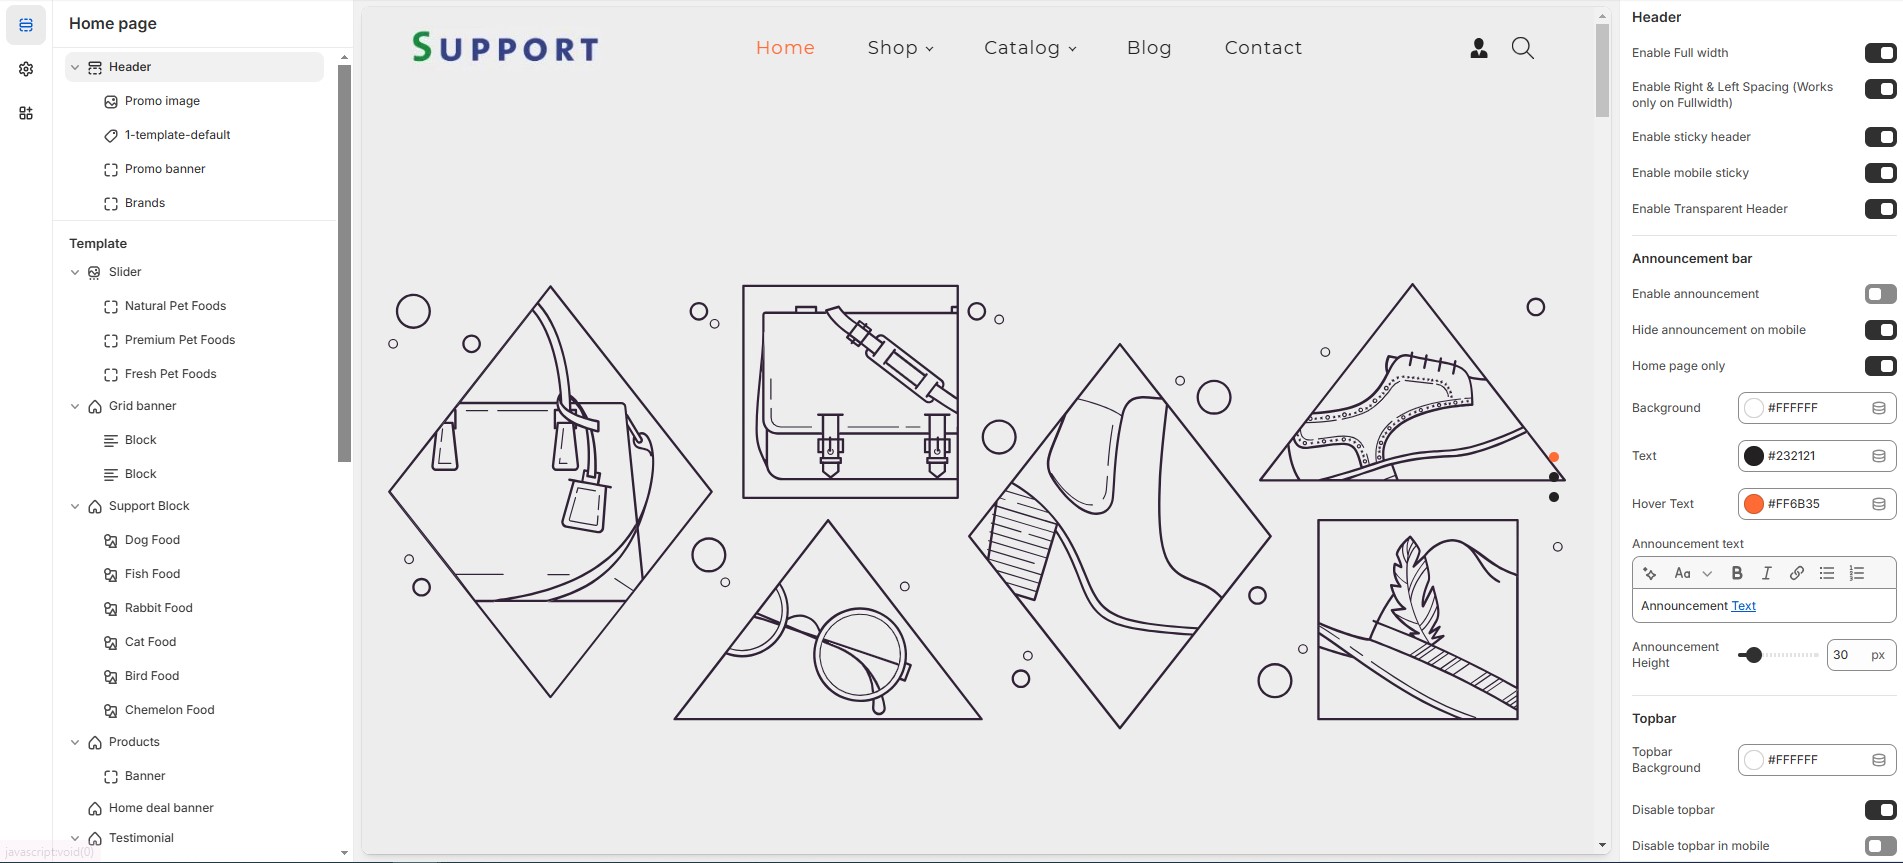 Home page
Header
Promo image
1-template-default
Promo banner
Brands
Template
Slider
Natural Pet Foods
Premium Pet Foods
Fresh Pet Foods
Grid banner
Block
Block
Support Block
Dog Food
Fish Food
Rabbit Food
Cat Food
Bird Food
Chemelon Food
Products
Banner
Home deal banner
Testimonial
javascript:void(0)
SUPPORT
Home Shop Catalog Blog Contact
Header
Enable Full width
Enable Right & Left Spacing (Works
only on Fullwidth)
Enable sticky header
Enable mobile sticky
Enable Transparent Header
Announcement bar
Enable announcement
Hide announcement on mobile
Home page only
Background #FFFFFF
Text #232121
Hover Text #FF6B35
Announcement text
Aa B I
Announcement Text
Announcement
Height 30 px
Topbar
Topbar
Background #FFFFFF
Disable topbar
Disable topbar in mobile